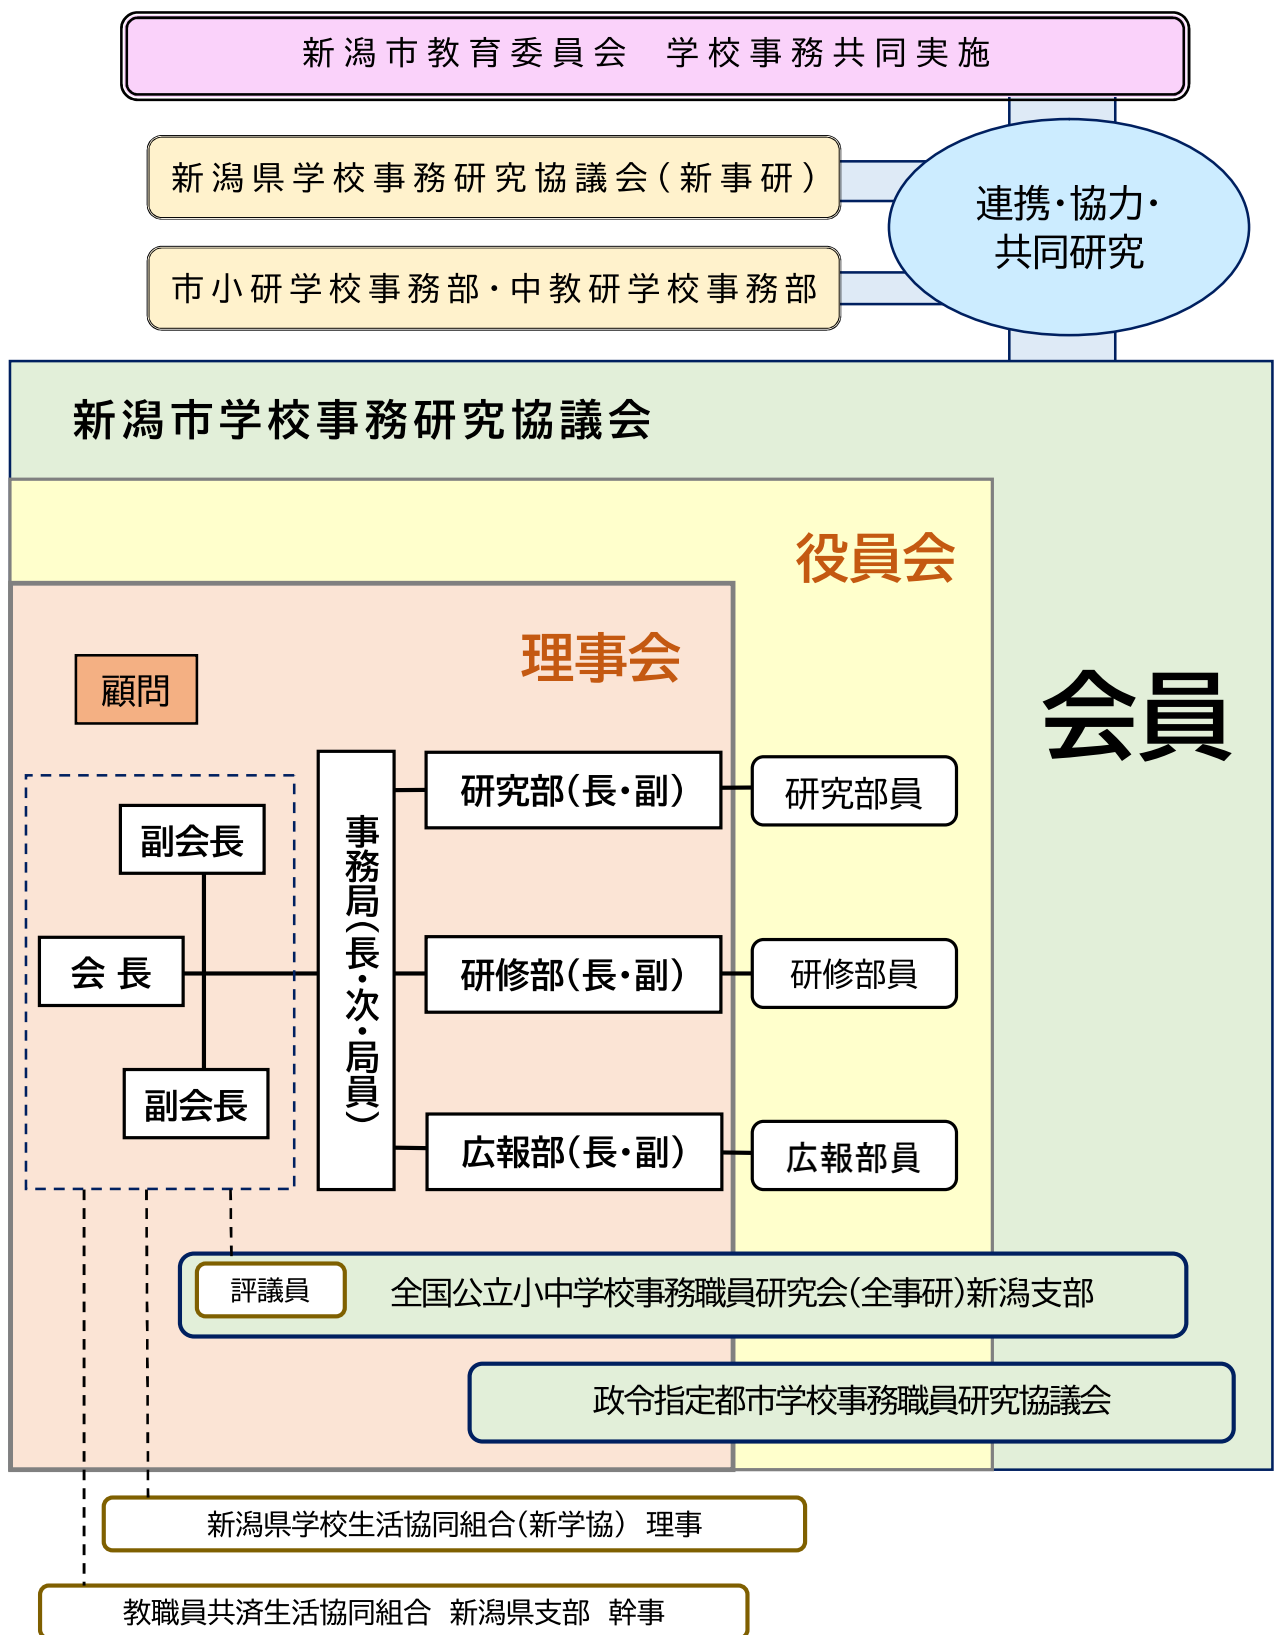 新潟市教育委員会　学校事務共同実施
新潟県学校事務研究協議会（新事研）
市小研学校事務部・中教研学校事務部
連携・協力・
共同研究
新潟市学校事務研究協議会
役員会
理事会
会員
顧問
副会長
会 長
副会長
事務局（長・次・局員）
研究部（長・副）
研究部員
研修部（長・副）
研修部員
広報部（長・副）
広報部員
評議員
全国公立小中学校事務職員研究会（全事研）新潟支部
政令指定都市学校事務職員研究協議会
新潟県学校生活協同組合（新学協）　理事
教職員共済生活協同組合　新潟県支部　幹事